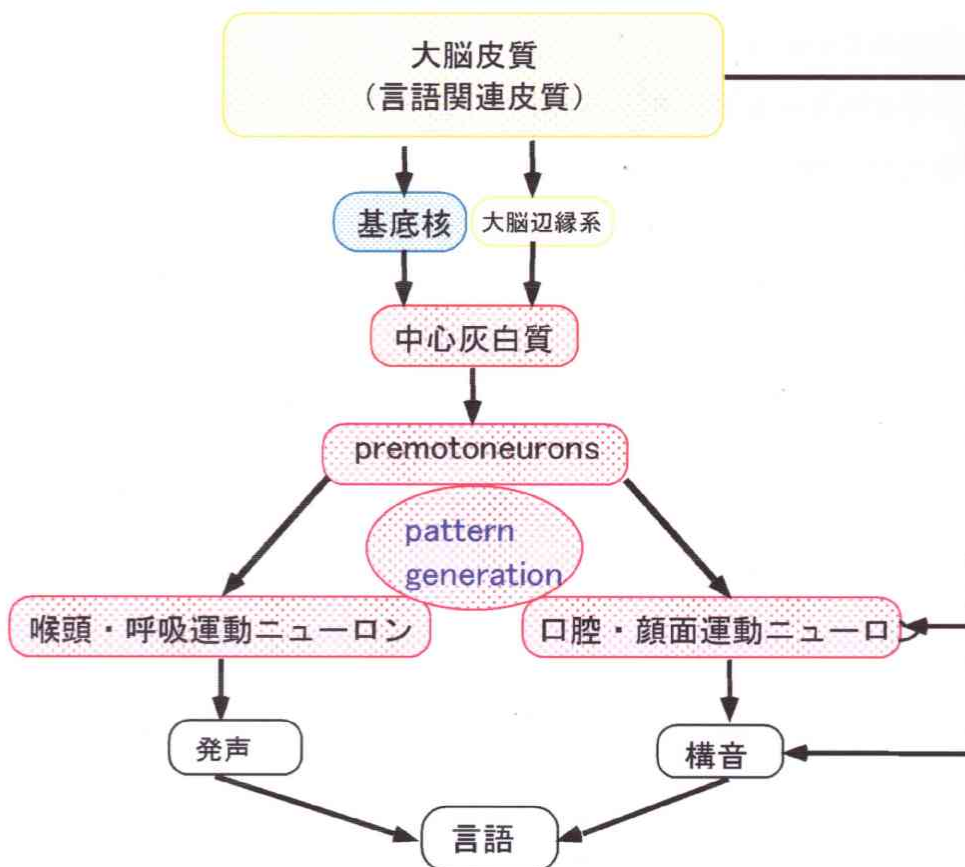 大脳皮質
(言語関連皮質)
基底核
大脳辺縁系
中心灰白質
premotoneurons
pattern
generation
喉頭・呼吸運動ニューロン
口腔・顔面運動ニューロン
発声
構音
言語